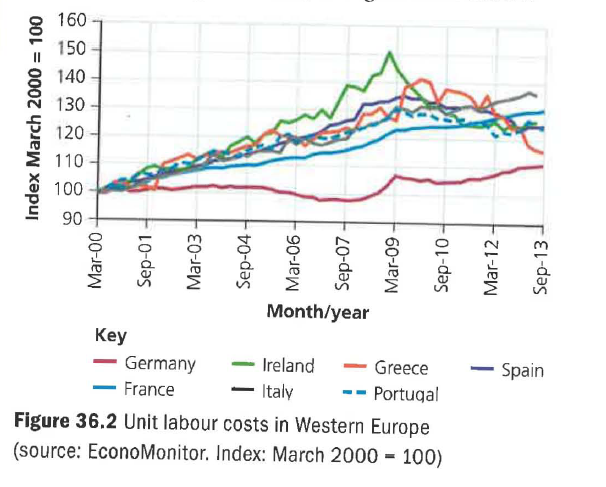 160
150
140
130
120
110
100
90
Index March 2000 = 100
Mar-00
Sep-01
Mar-03
Sep-04
Mar-06
Sep-07
Mar-09
Sep-10
Mar-12
Sep-13
Month/year
Key
Germany Ireland Greece Spain
France Italy Portugal
Figure 36.2 Unit labour costs in Western Europe
(source: EconoMonitor. Index: March 2000 = 100)